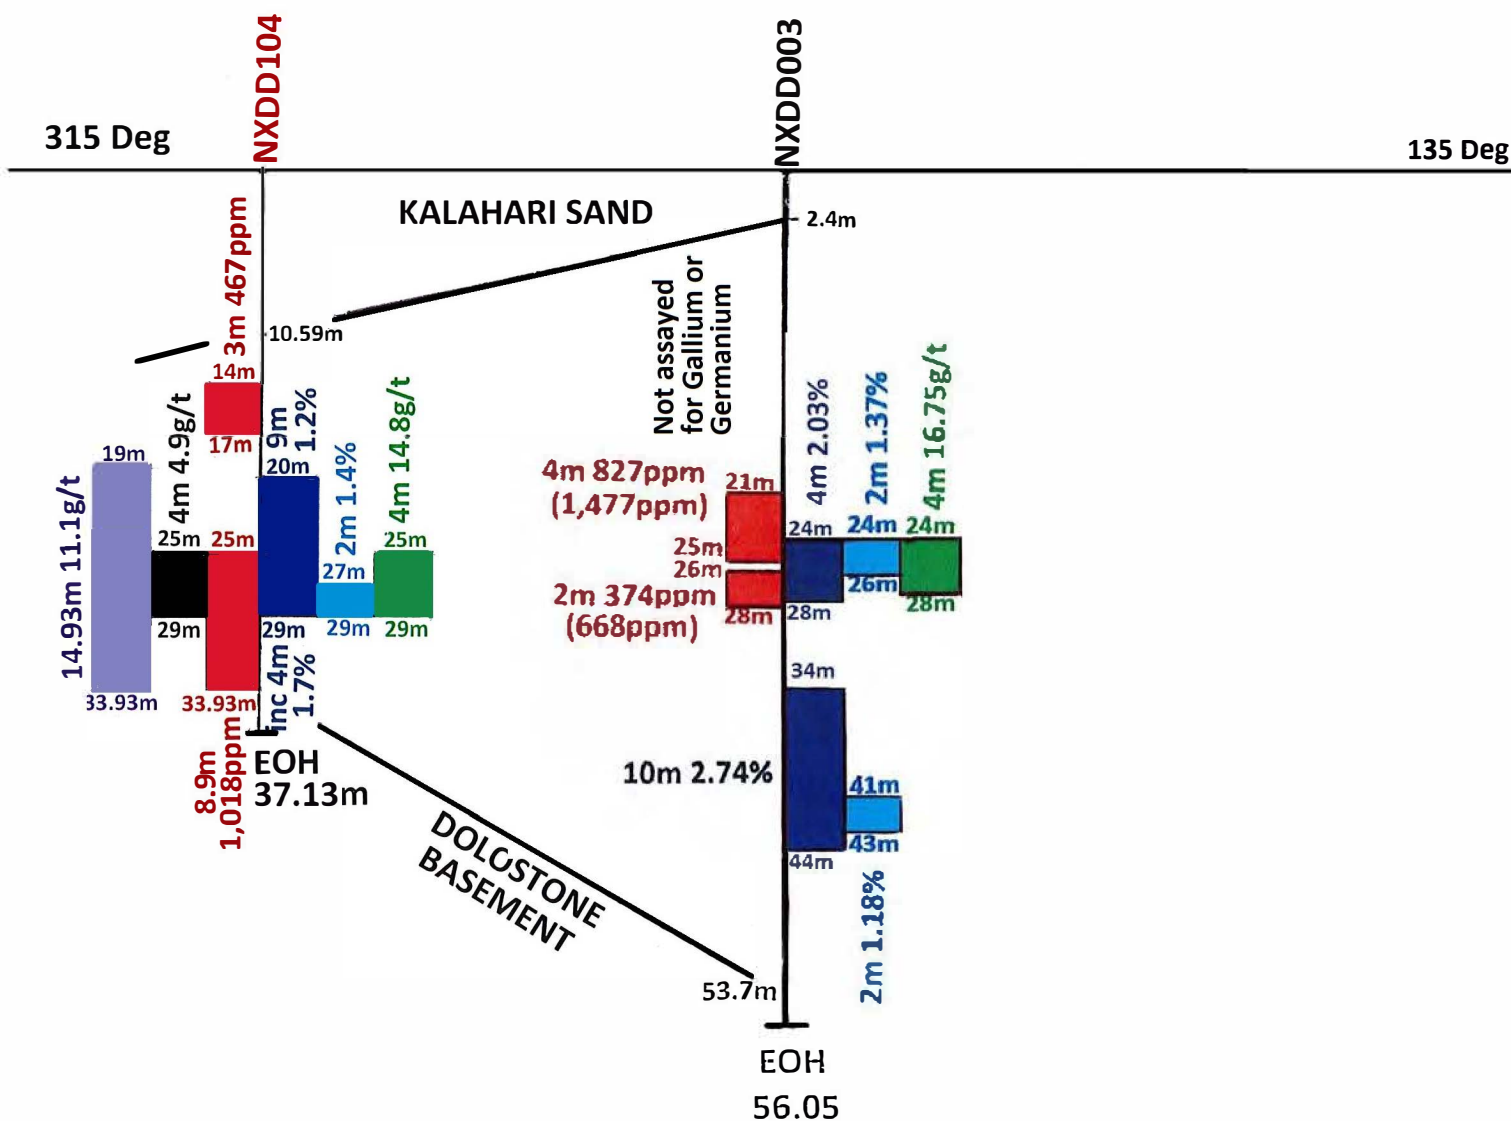 NXDD104
NXDD003
315 Deg
135 Deg
KALAHARI SAND
2.4m
3m 467ppm
10.59m
14m
17m
Not assayed
for Gallium or
Germanium
4m 4.9g/t
9m
1.2%
2m 1.4%
4m 14.8g/t
19m
20m
14.93m 11.1g/t
25m
25m
27m
25m
29m
29m
29m
29m
33.93m
33.93m
inc 4m
1.7%
8.9m
1,018ppm
EOH
37.13m
4m 827ppm
(1,477ppm)
21m
25m
26m
2m 374ppm
(668ppm)
28m
4m 2.03%
2m 1.37%
4m 16.75g/t
24m
24m
24m
28m
26m
28m
34m
10m 2.74%
41m
43m
44m
2m 1.18%
DOLOSTONE
BASEMENT
53.7m
EOH
56.05